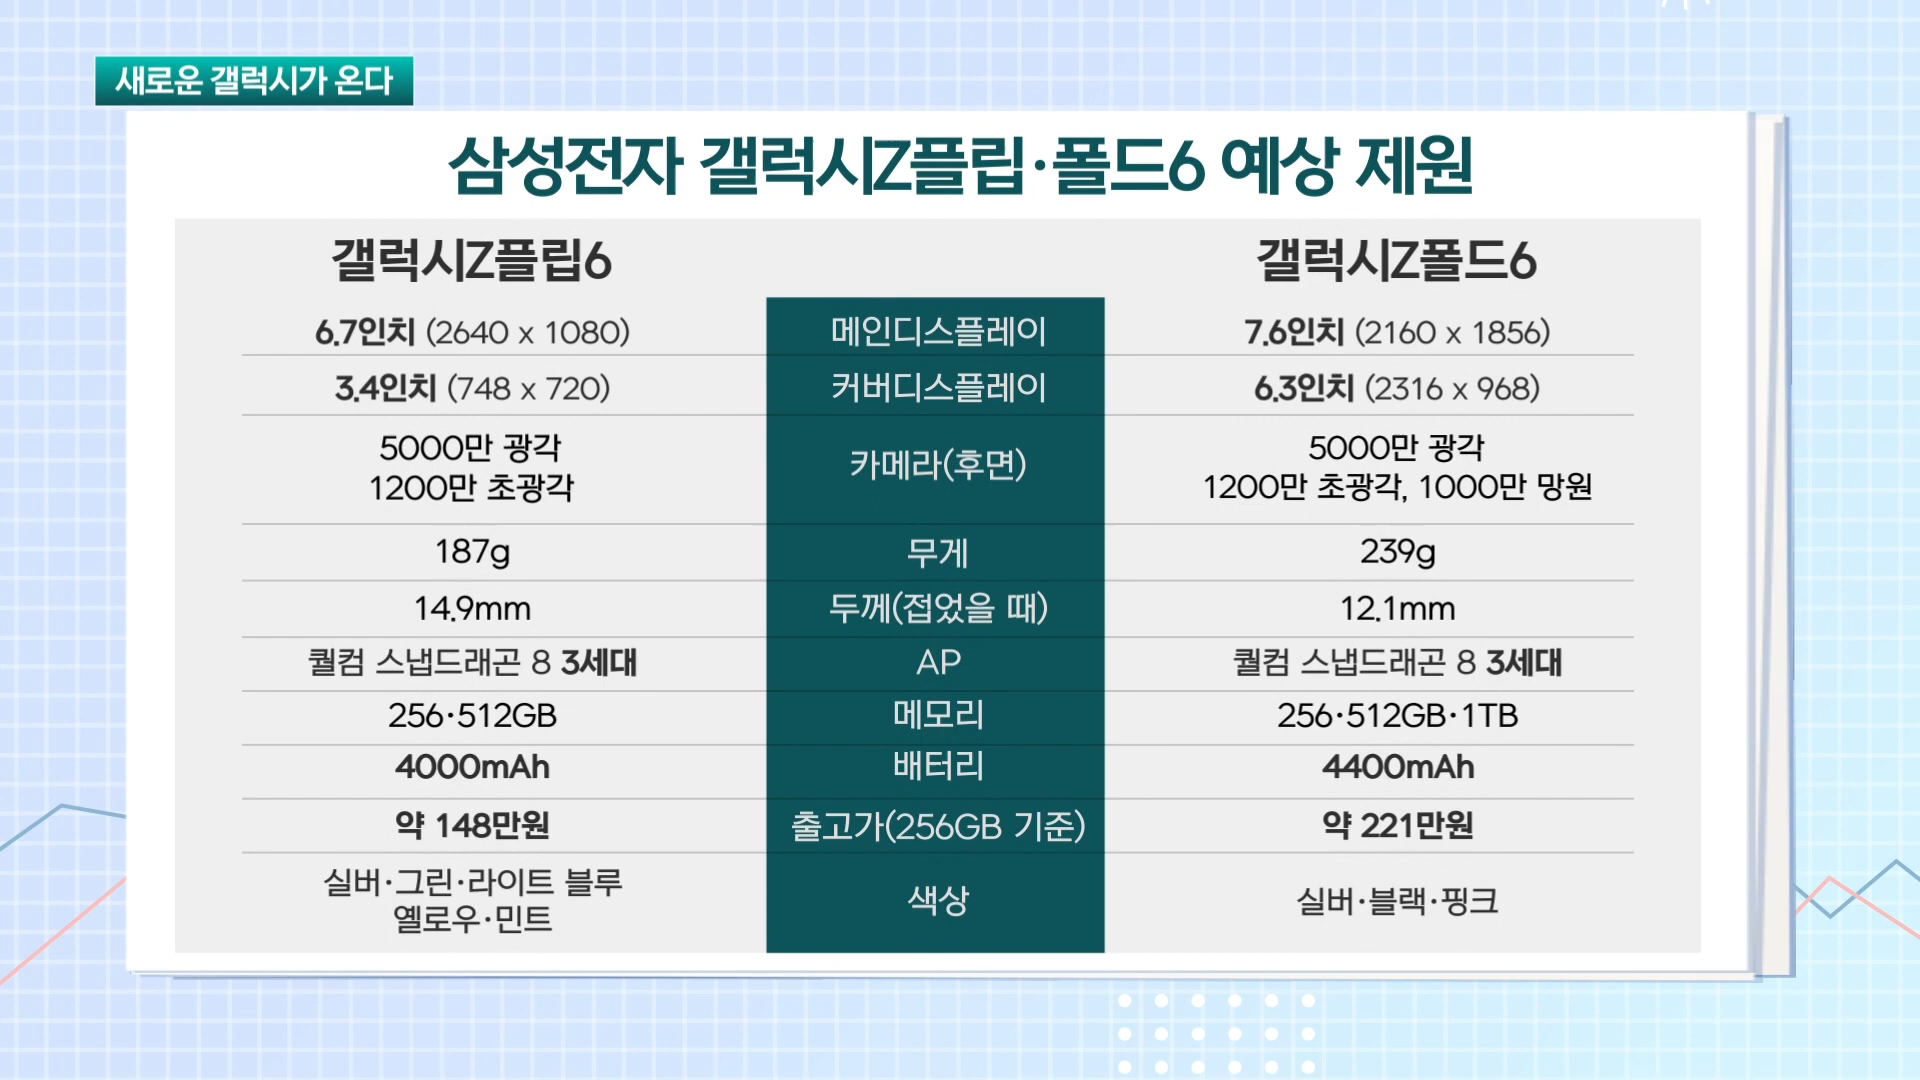 새로운 갤럭시가 온다
삼성전자 갤럭시Z플립·폴드6 예상 제원
갤럭시Z플립6 갤럭시Z폴드6
6.7인치 (2640 x 1080) 메인디스플레이 7.6인치 (2160 x 1856)
3.4인치 (748 x 720) 커버디스플레이 6.3인치 (2316 x 968)
5000만 광각
1200만 초광각
카메라(후면)
5000만 광각
1200만 초광각, 1000만 망원
187g 무게 239g
14.9mm 두께(접었을 때) 12.1mm
퀄컴 스냅드래곤 8 3세대 AP 퀄컴 스냅드래곤 8 3세대
256·512GB 메모리 256·512GB·1TB
4000mAh 배터리 4400mAh
약 148만원 출고가(256GB 기준) 약 221만원
실버·그린·라이트 블루
옐로우·민트
색상
실버·블랙·핑크